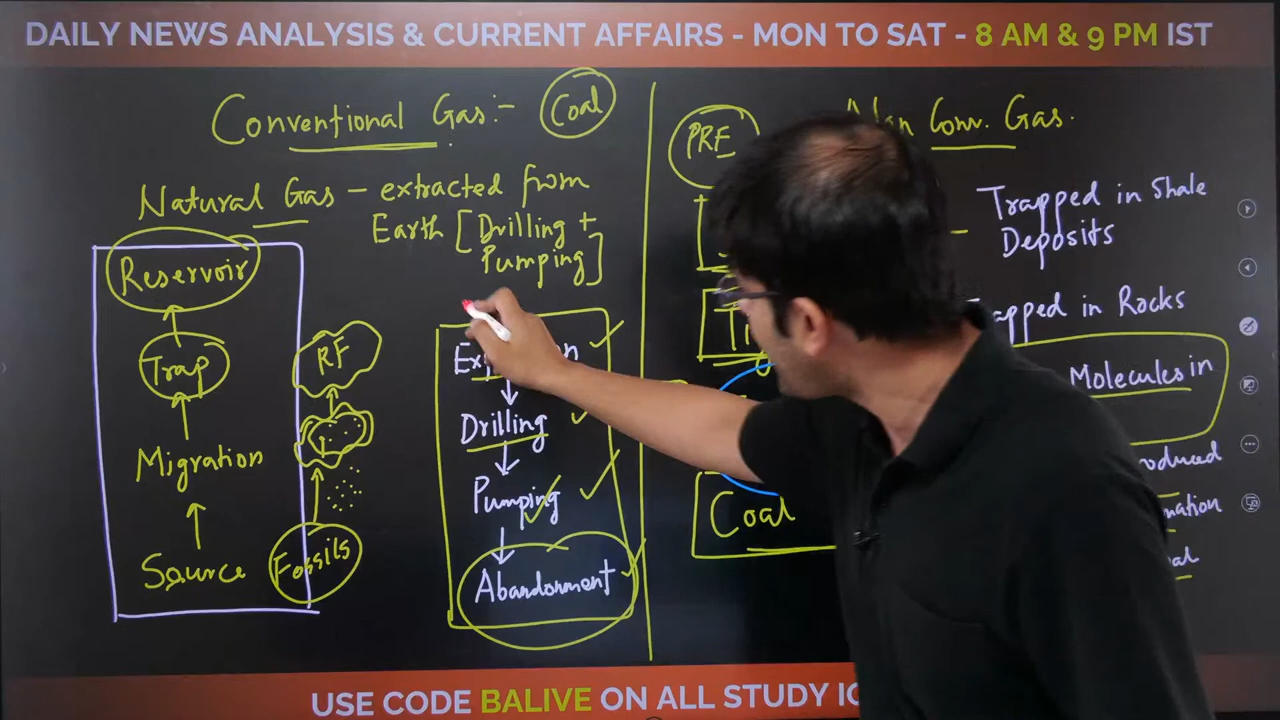 DAILY NEWS ANALYSIS & CURRENT AFFAIRS - MON TO SAT - 8 AM & 9 PM IST
Conventional Gas:-
Coal
Natural Gas - extracted from
Earth [Drilling +
Pumping]
Reservoir
Trap
Migration
Source
RF
Fossils
Drilling
Pumping
Abandonment
PRF
Conv. Gas.
Trapped in Shale
Deposits
in Rocks
Molecules in
Coal
USE CODE BALIVE ON ALL STUDY